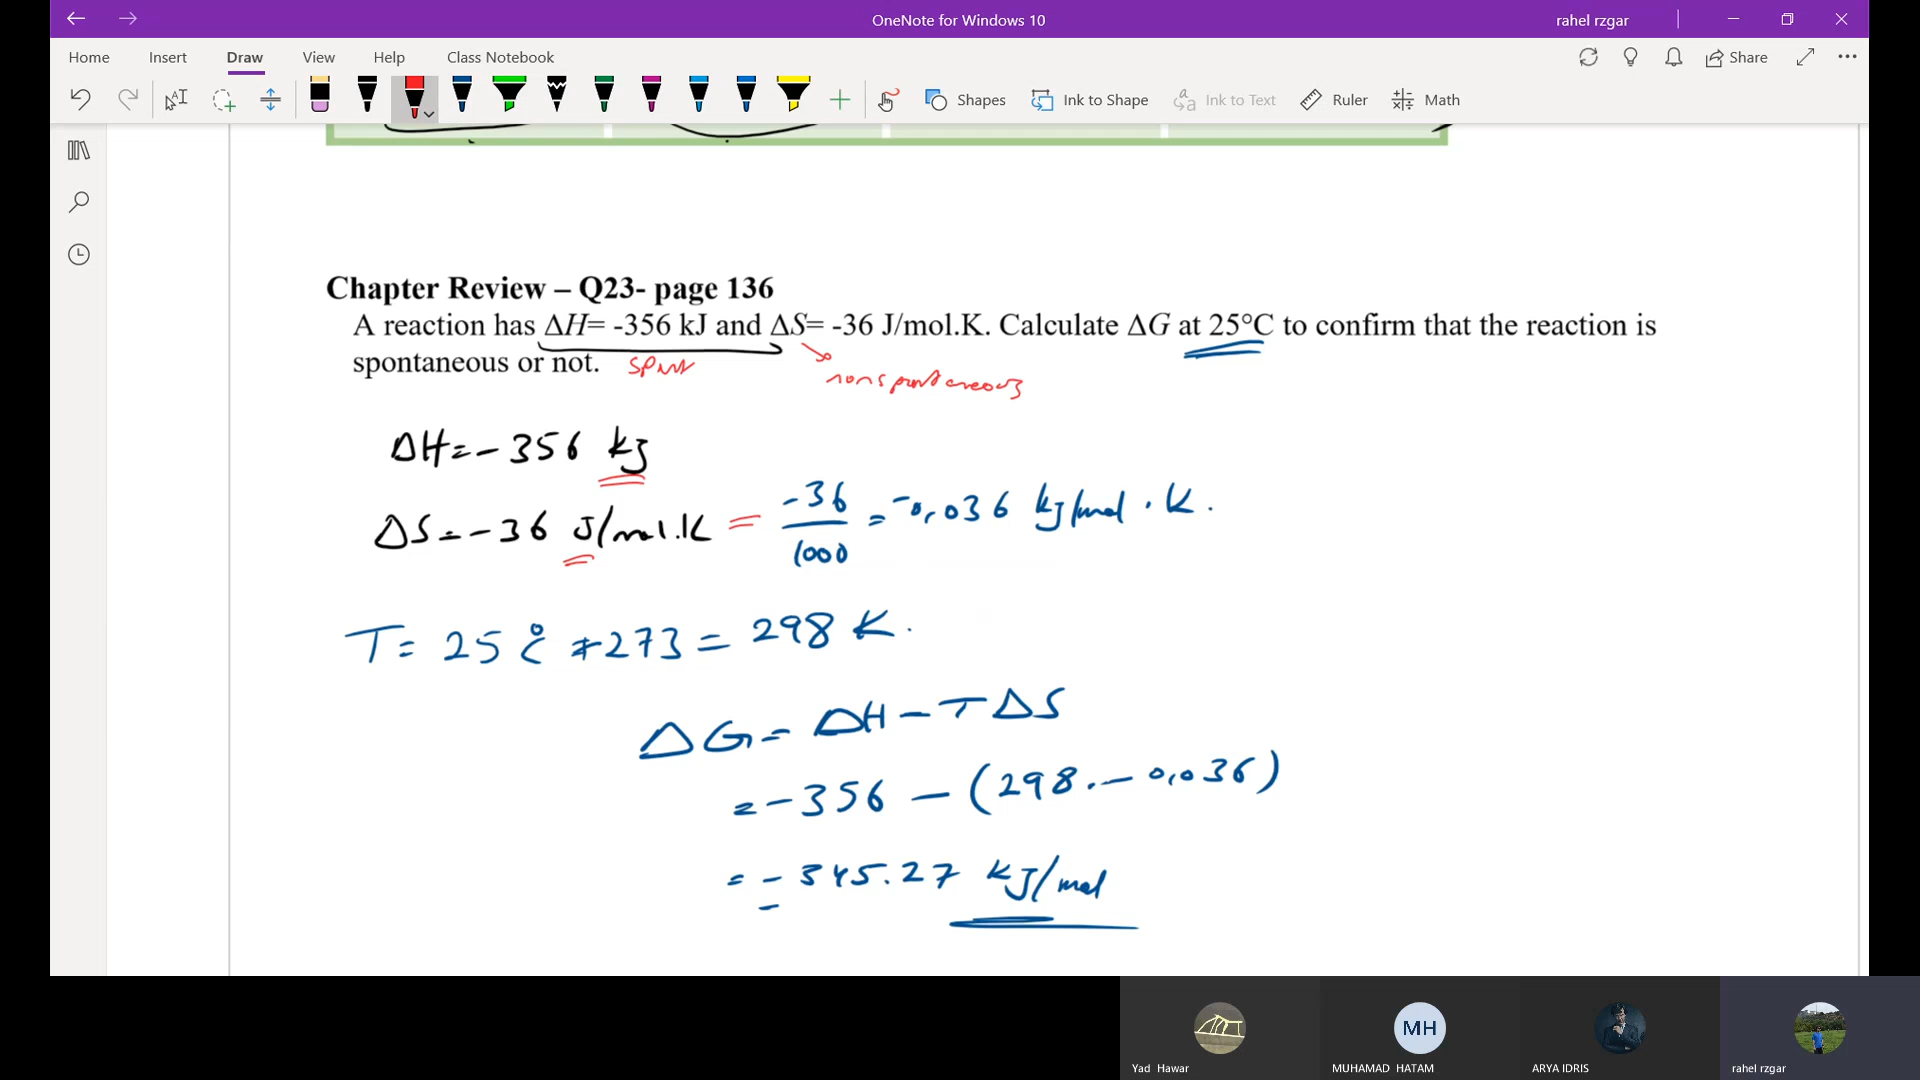 OneNote for Windows 10
rahel rzgar
Home Insert Draw View Help Class Notebook
Share
Shapes Ink to Shape Ink to Text Ruler Math
Chapter Review – Q23- page 136
A reaction has ΔH= -356 kJ and ΔS= -36 J/mol.K. Calculate ΔG at 25°C to confirm that the reaction is
spontaneous or not.
spont
nonspontaneous
ΔH=-356 kJ
ΔS=-36 J/mol.K = -36/1000 = -0,036 kJ/mol.K.
T= 25 °C +273 = 298 K.
ΔG= ΔH-TΔS
=-356 - (298.-0,036)
=-345.27 kJ/mol
MH
Yad Hawar
MUHAMAD HATAM
ARYA IDRIS
rahel rzgar